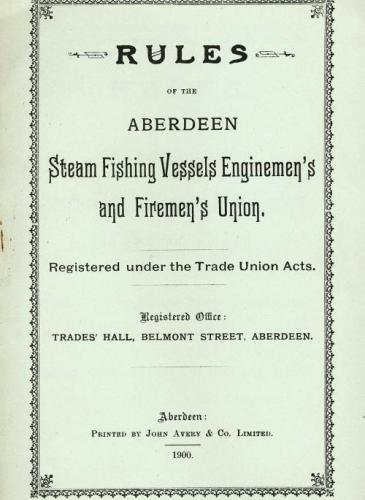 RULES
OF THE
ABERDEEN
Steam Fishing Vessels Enginemen's
and Firemen's Union.
Registered under the Trade Union Acts.
Registered Office:
TRADES' HALL, BELMONT STREET, ABERDEEN.
Aberdeen:
PRINTED BY JOHN AVERY & CO. LIMITED.
1900.